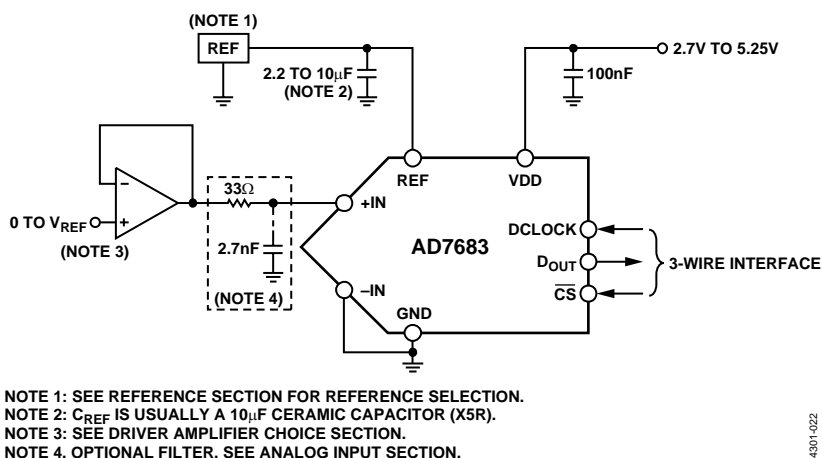 (NOTE 1)
REF
2.2 TO 10μF
(NOTE 2)
100nF
2.7V TO 5.25V
REF
VDD
–
+
0 TO VREF
(NOTE 3)
33Ω
2.7nF
(NOTE 4)
+IN
–IN
GND
AD7683
DCLOCK
DOUT
CS
3-WIRE INTERFACE
NOTE 1: SEE REFERENCE SECTION FOR REFERENCE SELECTION.
NOTE 2: CREF IS USUALLY A 10μF CERAMIC CAPACITOR (X5R).
NOTE 3: SEE DRIVER AMPLIFIER CHOICE SECTION.
NOTE 4. OPTIONAL FILTER. SEE ANALOG INPUT SECTION.
4301-022